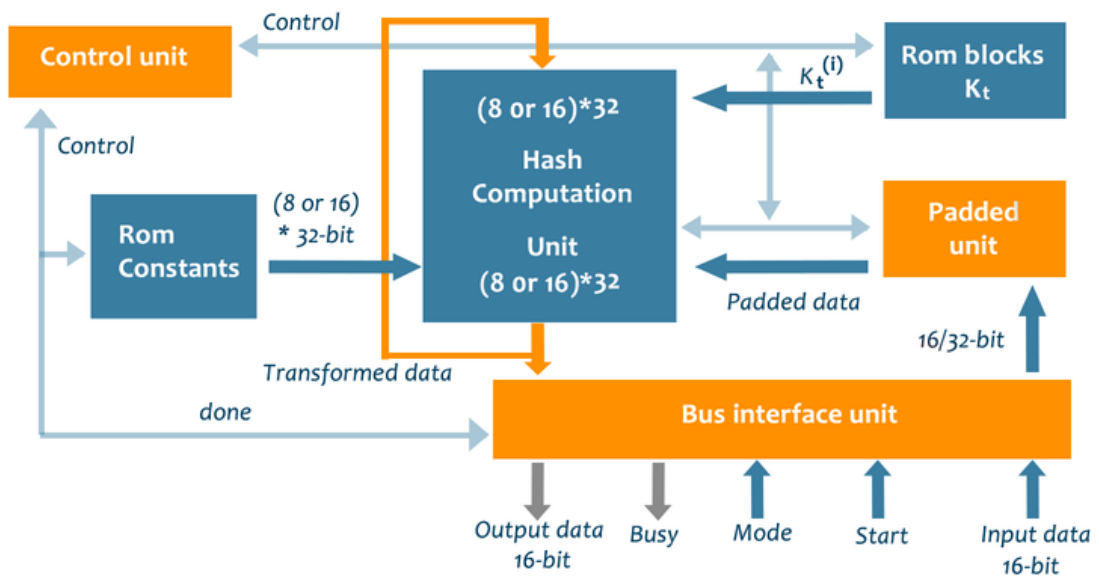 Control
Control unit
Rom blocks
Kt
Kt(i)
(8 or 16)*32
Hash
Computation
Unit
(8 or 16)*32
Control
(8 or 16)
* 32-bit
Rom
Constants
Padded
unit
Padded data
16/32-bit
Transformed data
done
Bus interface unit
Output data
16-bit
Busy
Mode
Start
Input data
16-bit